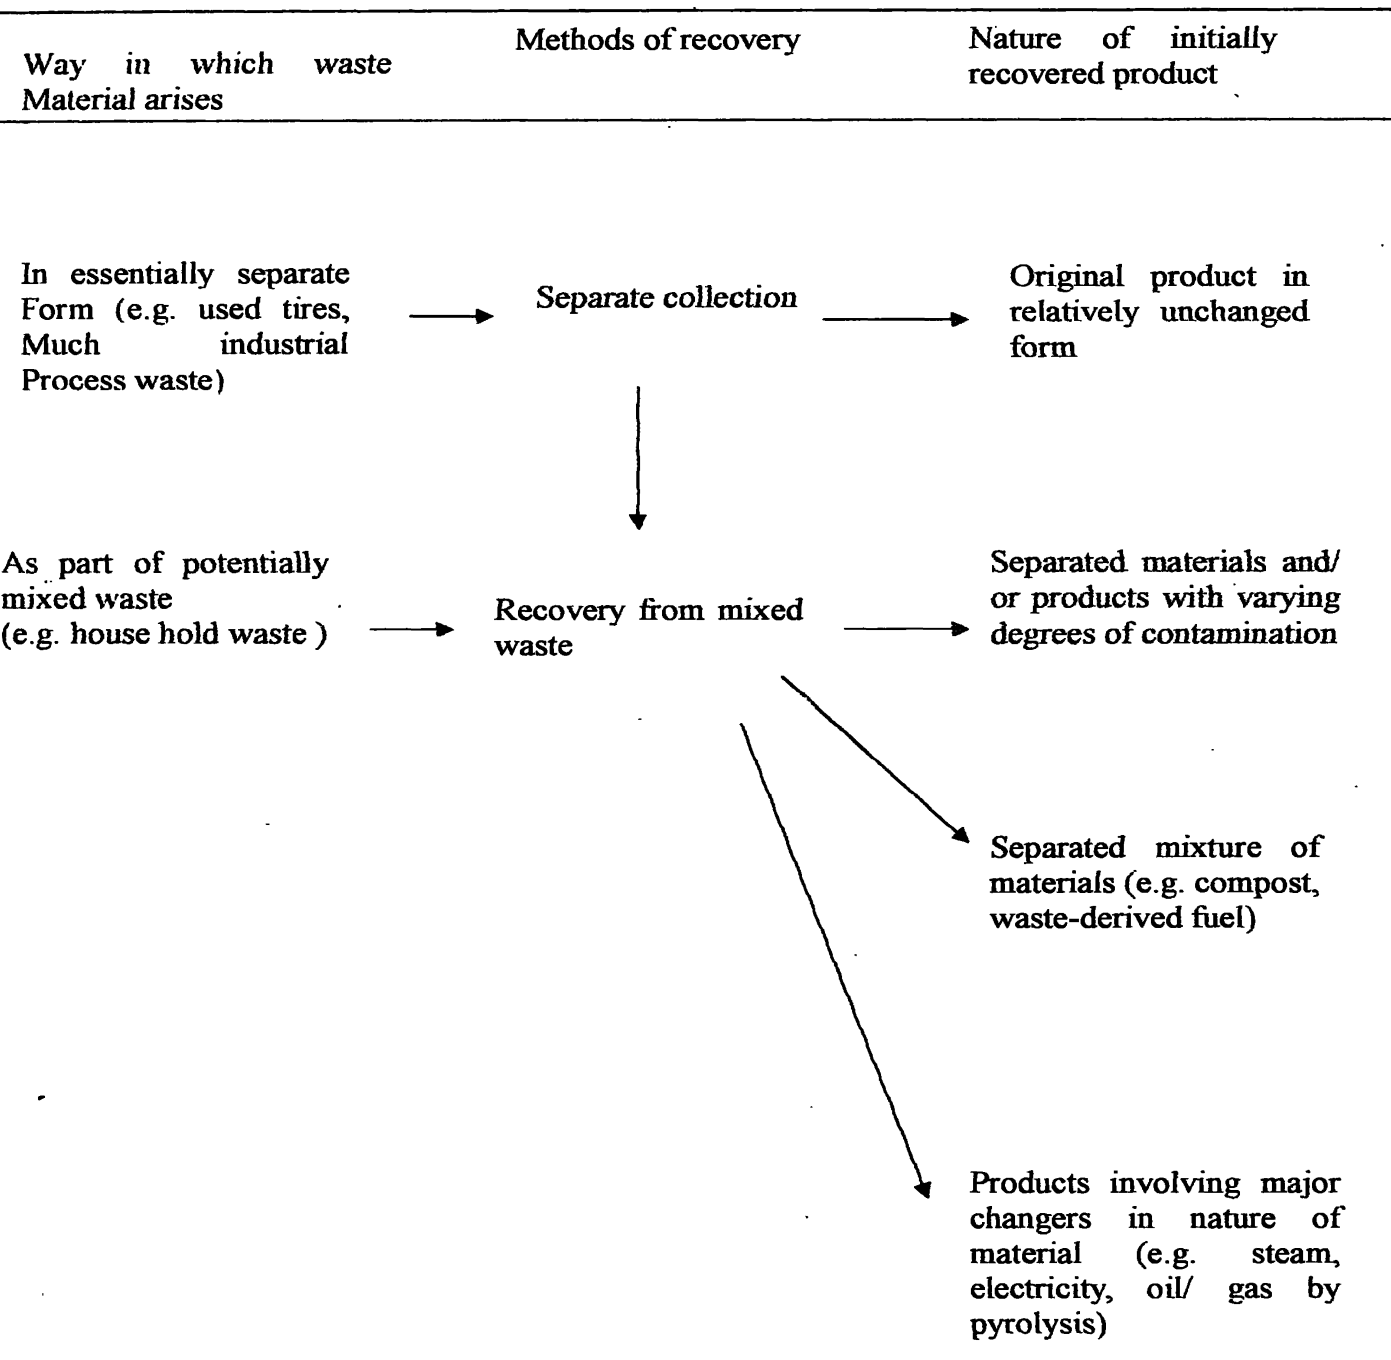 Way in which waste
Material arises
Methods of recovery
Nature of initially
recovered product
In essentially separate
Form (e.g. used tires,
Much industrial
Process waste)
Separate collection
Original product in
relatively unchanged
form
As part of potentially
mixed waste
(e.g. house hold waste )
Recovery from mixed
waste
Separated materials and/
or products with varying
degrees of contamination
Separated mixture of
materials (e.g. compost,
waste-derived fuel)
Products involving major
changers in nature of
material (e.g. steam,
electricity, oil/ gas by
pyrolysis)